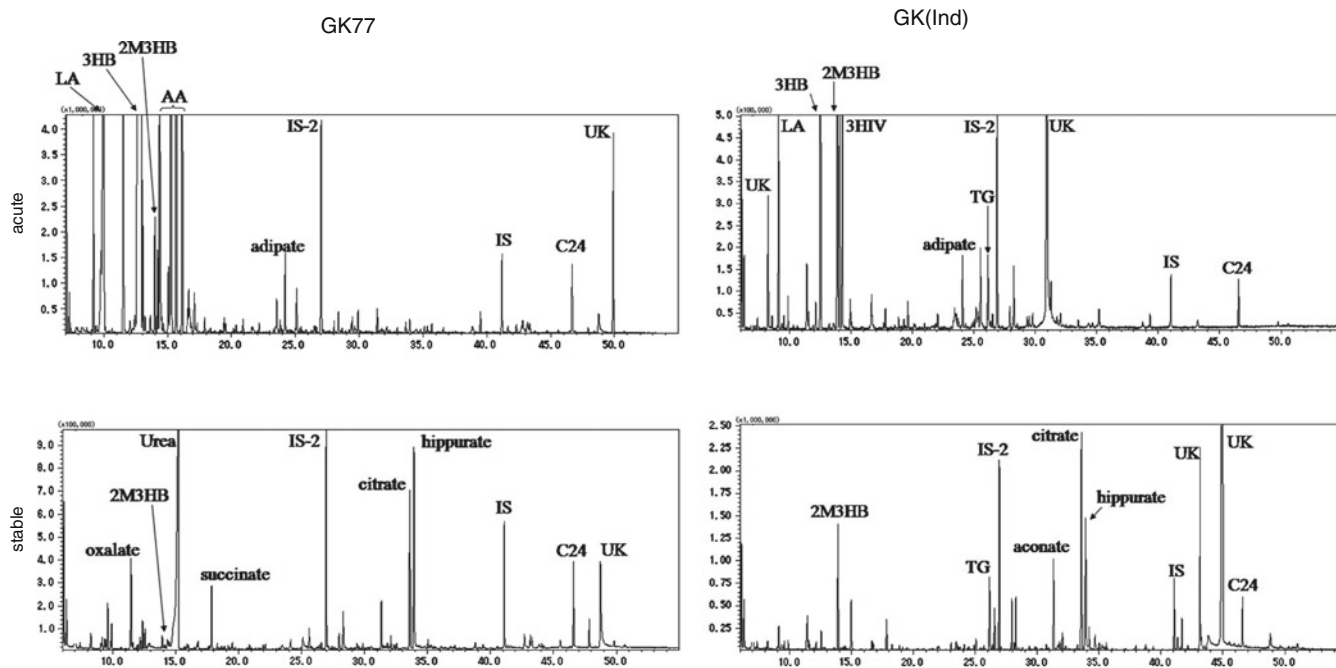 GK77
GK(Ind)
acute
LA
3HB
2M3HB
AA
(x1,000,000)
4.0
3.5
3.0
2.5
2.0
1.5
1.0
0.5
adipate
IS-2
IS
C24
UK
10.0 15.0 20.0 25.0 30.0 35.0 40.0 45.0 50.0
3HB
2M3HB
(x100,000)
5.0
4.5
4.0
3.5
3.0
2.5
2.0
1.5
1.0
0.5
UK
LA
3HIV
adipate
TG
IS-2
UK
IS
C24
10.0 15.0 20.0 25.0 30.0 35.0 40.0 45.0 50.0
stable
(x100,000)
9.0
8.0
7.0
6.0
5.0
4.0
3.0
2.0
1.0
oxalate
2M3HB
Urea
succinate
IS-2
citrate
hippurate
IS
C24
UK
10.0 15.0 20.0 25.0 30.0 35.0 40.0 45.0 50.0
(x1,000,000)
2.50
2.25
2.00
1.75
1.50
1.25
1.00
0.75
0.50
0.25
2M3HB
TG
IS-2
aconate
citrate
hippurate
IS
UK
UK
C24
10.0 15.0 20.0 25.0 30.0 35.0 40.0 45.0 50.0